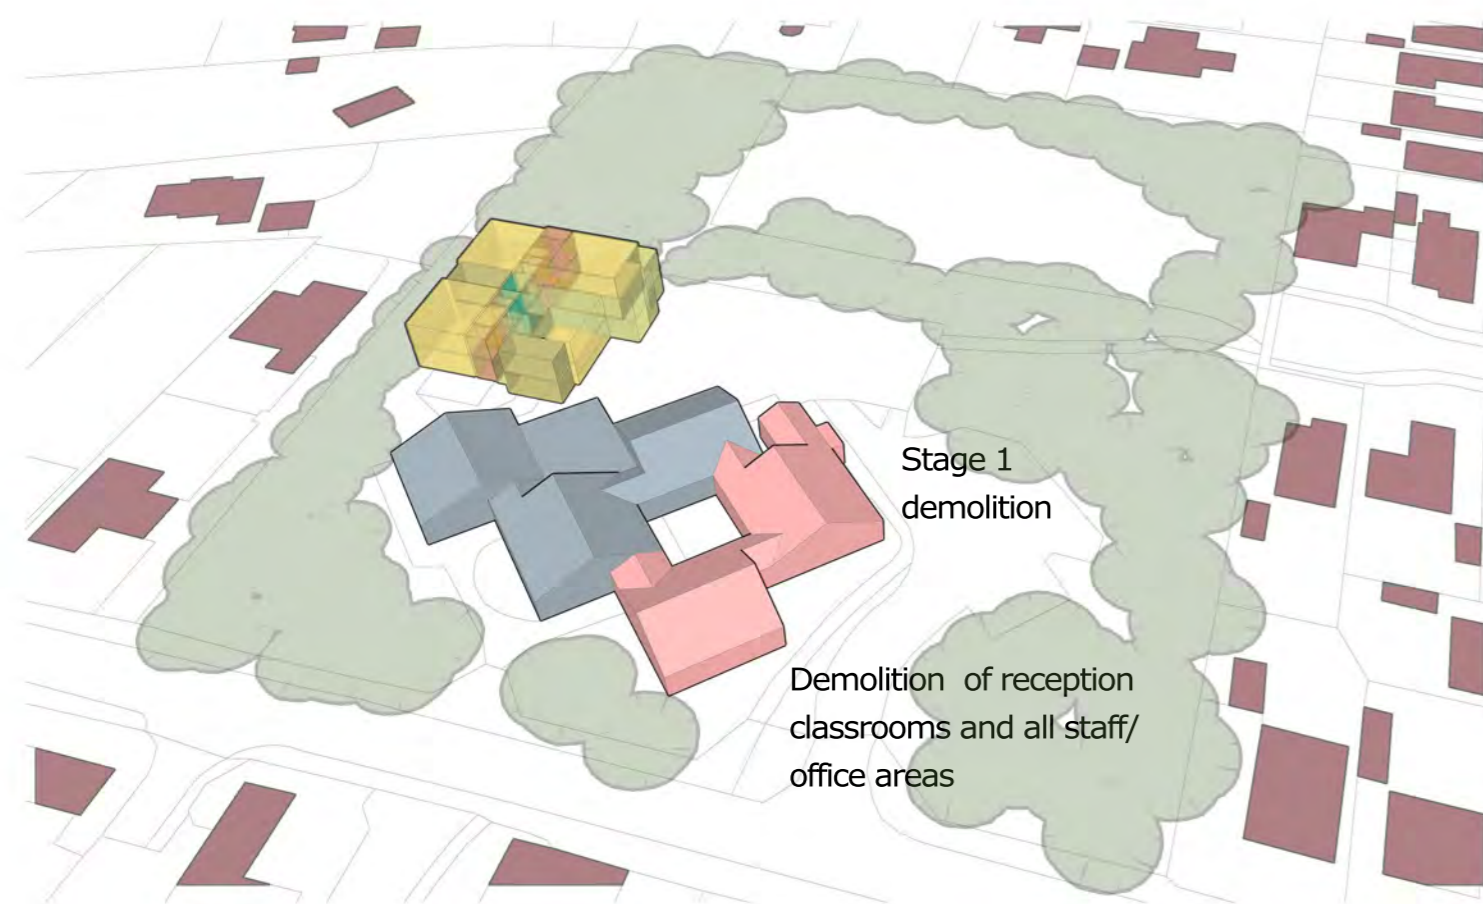 Stage 1
demolition
Demolition of reception
classrooms and all staff/
office areas